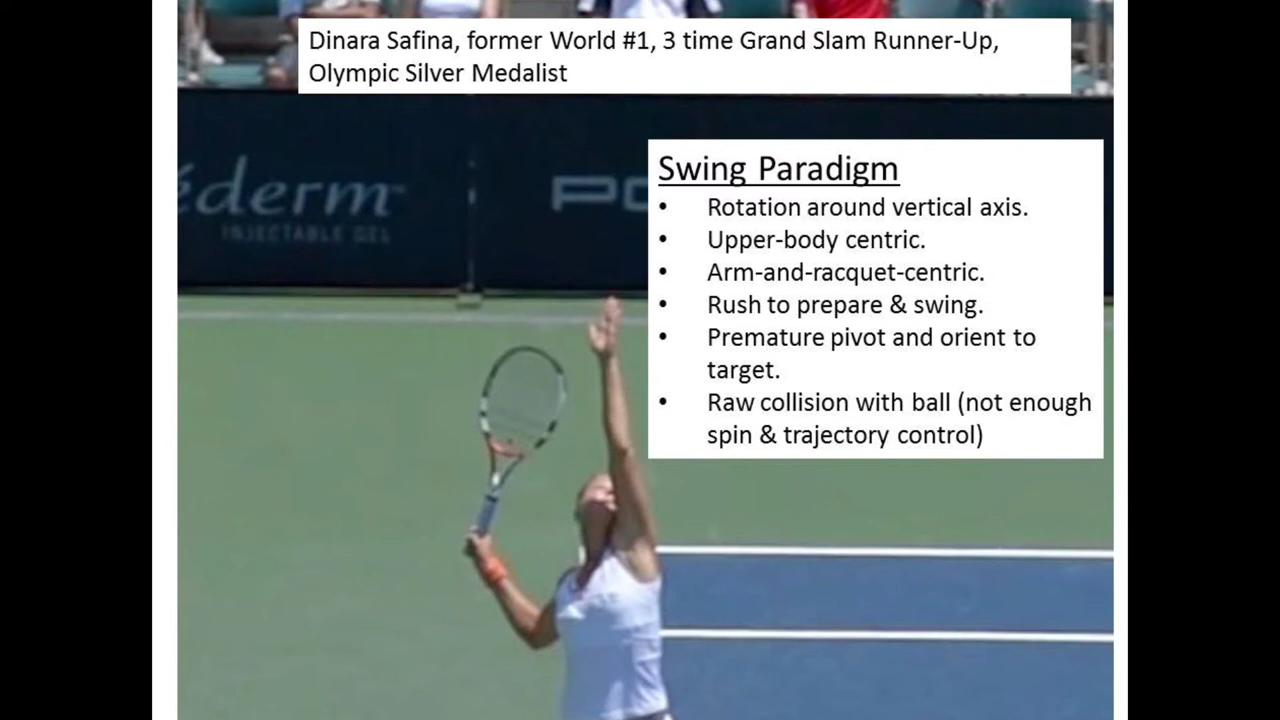 Dinara Safina, former World #1, 3 time Grand Slam Runner-Up,
Olympic Silver Medalist
Swing Paradigm
• Rotation around vertical axis.
• Upper-body centric.
• Arm-and-racquet-centric.
• Rush to prepare & swing.
• Premature pivot and orient to
target.
• Raw collision with ball (not enough
spin & trajectory control)
éderm
INJECTABLE GEL
PO